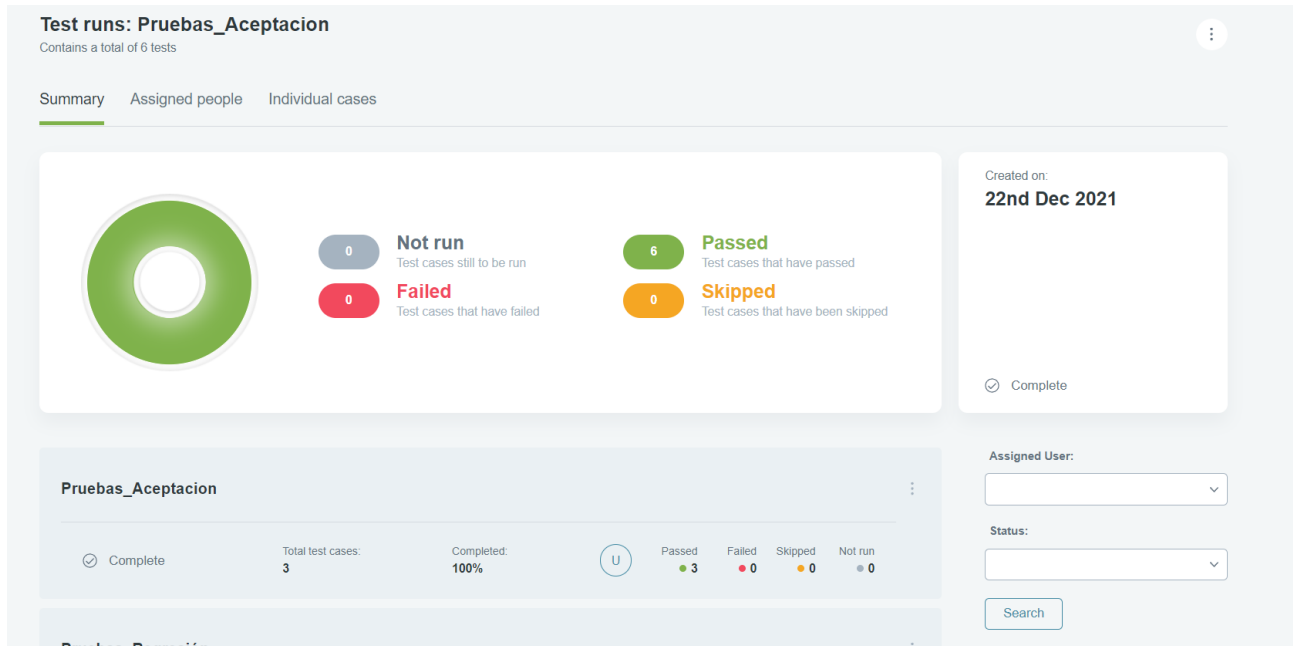 Test runs: Pruebas_Aceptacion
Contains a total of 6 tests
Summary Assigned people Individual cases
0 Not run
Test cases still to be run
6 Passed
Test cases that have passed
0 Failed
Test cases that have failed
0 Skipped
Test cases that have been skipped
Created on:
22nd Dec 2021
Complete
Pruebas_Aceptacion
Complete
Total test cases:
3
Completed:
100%
U
Passed
3
Failed
0
Skipped
0
Not run
0
Assigned User:
Status:
Search